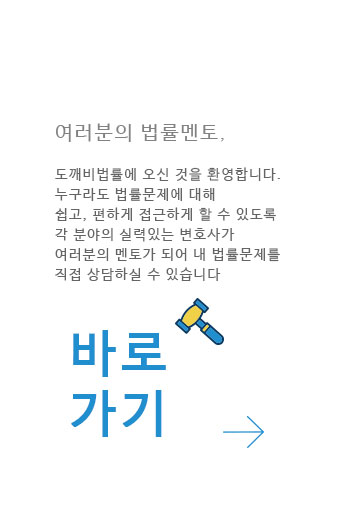 여러분의 법률멘토,
도깨비법률에 오신 것을 환영합니다.
누구라도 법률문제에 대해
쉽고, 편하게 접근하게 할 수 있도록
각 분야의 실력있는 변호사가
여러분의 멘토가 되어 내 법률문제를
직접 상담하실 수 있습니다
바로
가기